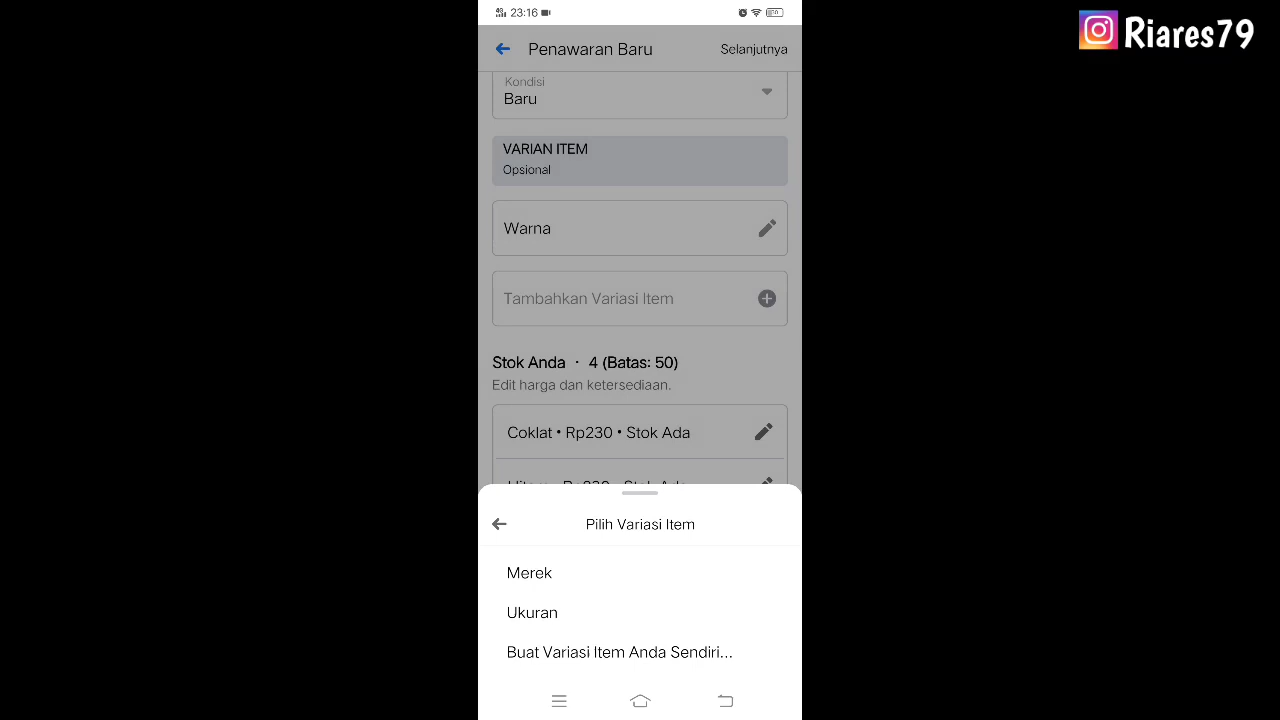 23:16
Riares79
Penawaran Baru
Selanjutnya
Kondisi
Baru
VARIAN ITEM
Opsional
Warna
Tambahkan Variasi Item
Stok Anda · 4 (Batas: 50)
Edit harga dan ketersediaan.
Coklat • Rp230 • Stok Ada
Pilih Variasi Item
Merek
Ukuran
Buat Variasi Item Anda Sendiri...